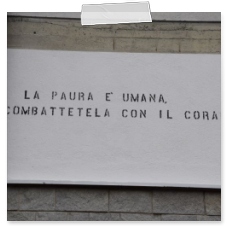 LA PAURA E' UMANA,
COMBATTETELA CON IL CORA